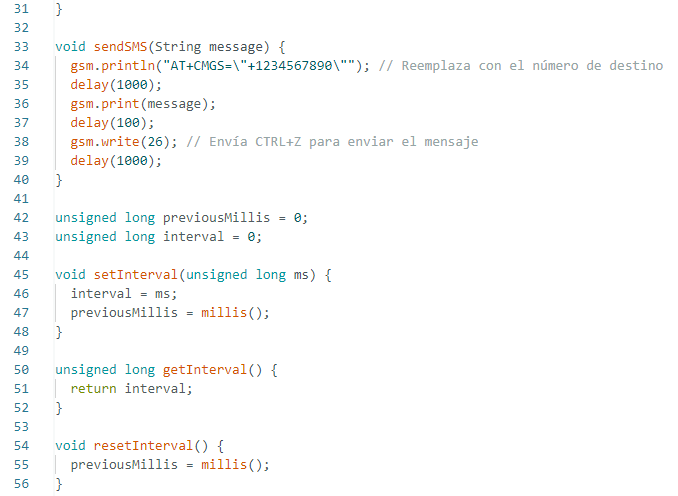 31 }
32
33 void sendSMS(String message) {
34 gsm.println("AT+CMGS=\"+1234567890\""); // Reemplaza con el número de destino
35 delay(1000);
36 gsm.print(message);
37 delay(100);
38 gsm.write(26); // Envía CTRL+Z para enviar el mensaje
39 delay(1000);
40 }
41
42 unsigned long previousMillis = 0;
43 unsigned long interval = 0;
44
45 void setInterval(unsigned long ms) {
46 interval = ms;
47 previousMillis = millis();
48 }
49
50 unsigned long getInterval() {
51 return interval;
52 }
53
54 void resetInterval() {
55 previousMillis = millis();
56 }